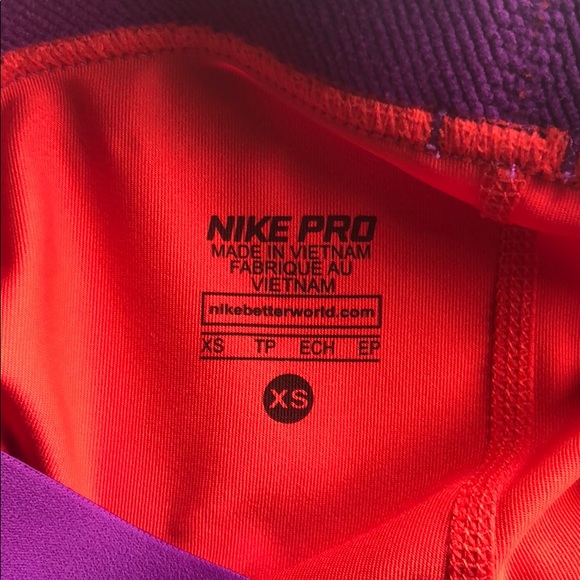 NIKE PRO
MADE IN VIETNAM
FABRIQUE AU
VIETNAM
nikebetterworld.com
XS TP ECH EP
XS